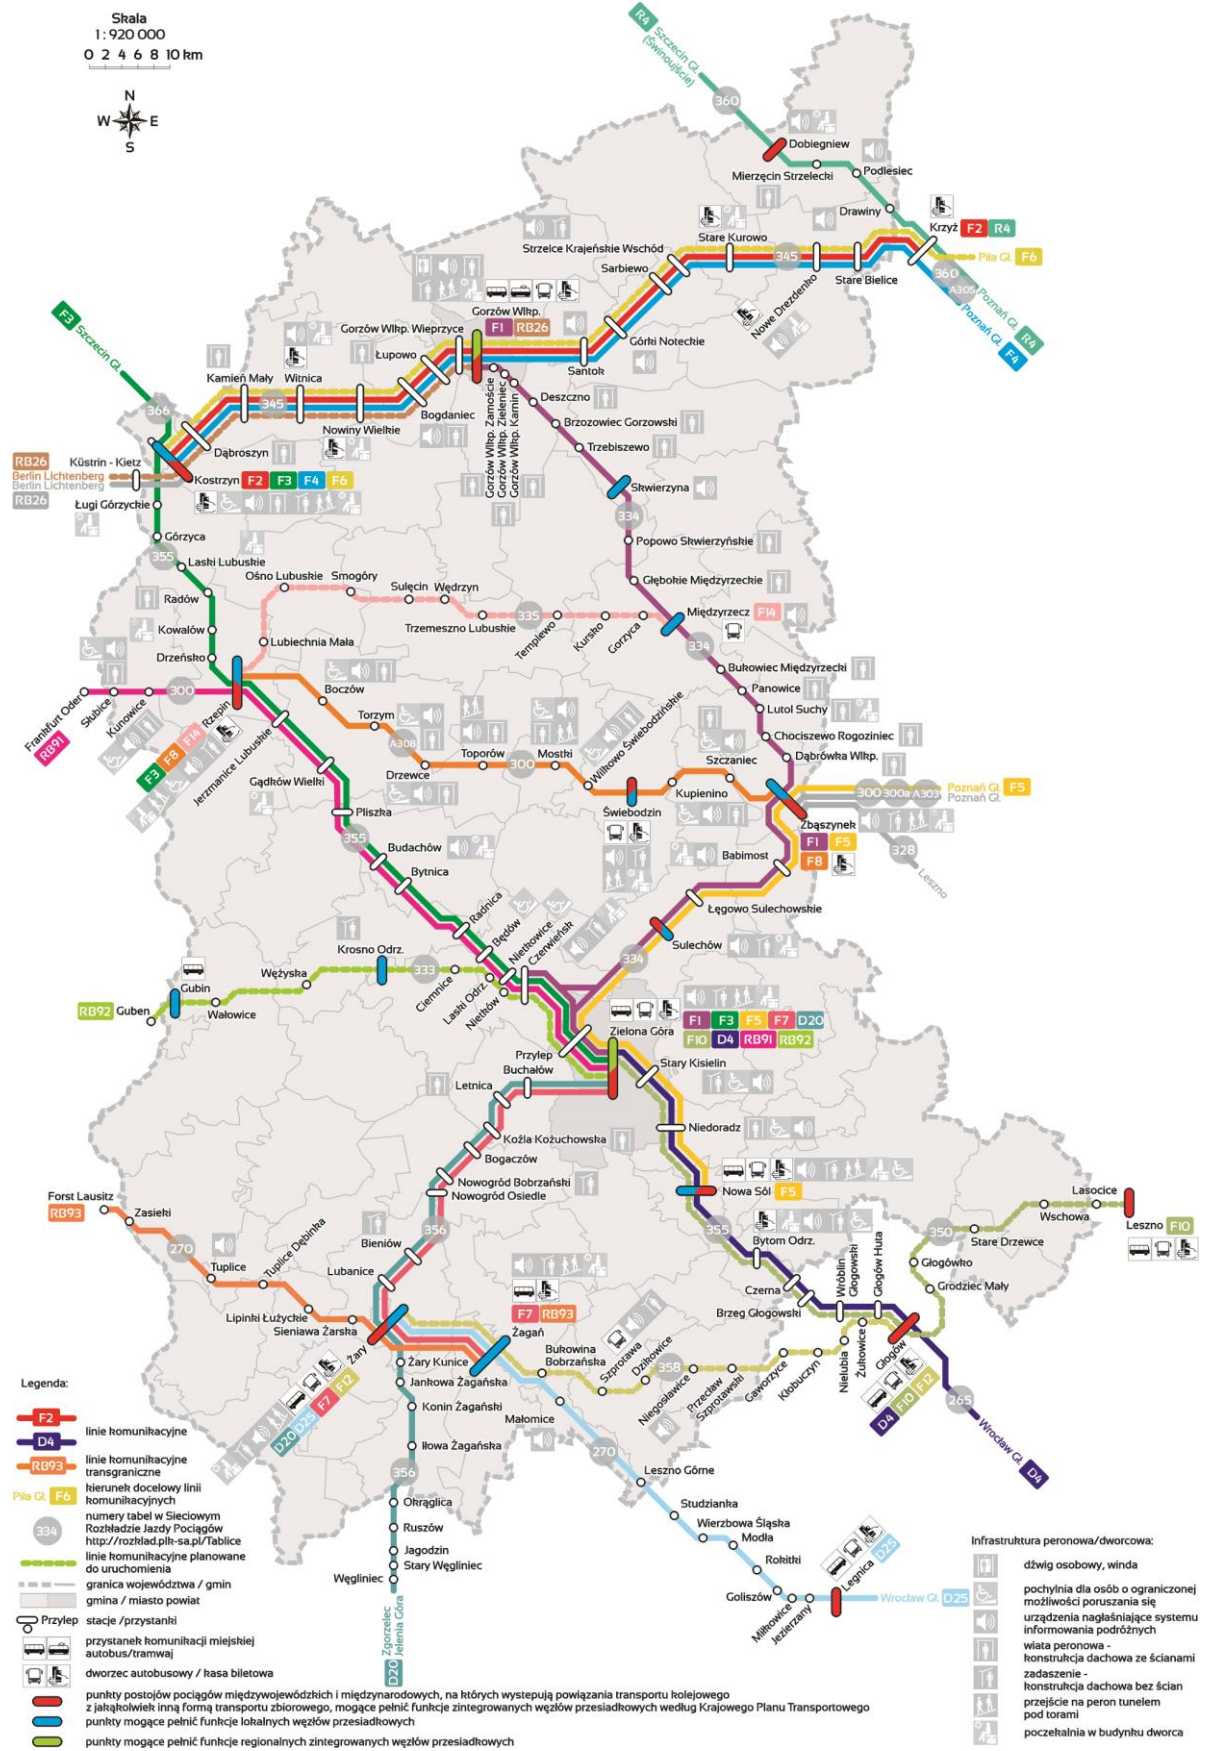 Skala
1: 920 000
0 2 4 6 8 10 km
N
W E
S
R4 Szczecin Gł.
(Świnoujście)
360
Dobiegniew
Mierzęcin Strzelecki
Podlesiec
Drawiny
Krzyż F2 R4
Piła Gł. F6
360
A305
Poznań Gł. R4
Poznań Gł. F4
Stare Kurowo
Strzelce Krajeńskie Wschód
345
Sarbiewo
Stare Bielice
Nowe Drezdenko
Górki Noteckie
Santok
Gorzów Wlkp.
F1 RB26
Gorzów Wlkp. Wieprzyce
Łupowo
Bogdaniec
F3 Szczecin Gł.
366
Kamień Mały
Witnica
345
Nowiny Wielkie
Dąbroszyn
Gorzów Wlkp. Zamoście
Gorzów Wlkp. Zieleniec
Gorzów Wlkp. Karnin
Deszczno
Brzozowiec Gorzowski
Trzebiszewo
RB26
Küstrin - Kietz
Berlin Lichtenberg
Berlin Lichtenberg
RB26
Kostrzyn F2 F3 F4 F6
Skwierzyna
334
Ługi Górzyckie
Górzyca
355
Laski Lubuskie
Radów
Kowalów
Drzeńsko
Popowo Skwierzyńskie
Głębokie Międzyrzeckie
Ośno Lubuskie
Smogóry
Sulęcin
Wędrzyn
Trzemeszno Lubuskie
335
Templewo
Kursko
Gorzyca
Lubiechnia Mała
Międzyrzecz F14
334
Bukowiec Międzyrzecki
Panowice
Lutol Suchy
Chociszewo Rogoziniec
Dąbrówka Wlkp.
Frankfurt Oder
RB91
Słubice
Kunowice
300
Rzepin
F3 F8 F14
Jerzmanice Lubuskie
Gądków Wielki
Pliszka
355
Boczów
Torzym
A308
Drzewce
Toporów
300
Mostki
Wilkowo Świebodzińskie
Świebodzin
Szczaniec
Kupienino
300 300a A303
Poznań Gł. F5
Poznań Gł.
Zbąszynek
F1 F5
F8
328
Leszno
Babimost
Łęgowo Sulechowskie
Sulechów
334
Budachów
Bytnica
Radnica
Będów
Nietkowice
Czerwieńsk
Krosno Odrz.
333
Wężyska
Gubin
RB92 Guben
Wałowice
Ciemnice
Laski Odrz.
Nietków
Zielona Góra
F1 F3 F5 F7 D20
F10 D4 RB91 RB92
Przylep
Buchałów
Letnica
Stary Kisielin
Niedoradz
Koźla Kożuchowska
Bogaczów
Nowogród Bobrzański
Nowogród Osiedle
Nowa Sól F5
356
355
Bieniów
Lubanice
Forst Lausitz
RB93
Zasieki
270
Tuplice
Tuplice Dębinka
Lipinki Łużyckie
Sieniawa Żarska
Żary
D20 D25 F7 F12
F7 RB93
Żagań
Żary Kunice
Jankowa Żagańska
Konin Żagański
Iłowa Żagańska
356
Okrąglica
Ruszów
Jagodzin
Stary Węgliniec
Węgliniec
D20 Zgorzelec
Jelenia Góra
Bukowina
Bobrzańska
Małomice
Szprotawa
Dzikowice
358
Niegosławice
Przecław
Szprotawski
Gaworzyce
Kłobuczyn
Nielubia
Żukowice
Głogów
D4 F10 F12
Bytom Odrz.
Czerna
Brzeg Głogowski
Wróblin
Głogowski
Głogów Huta
265
Wrocław Gł. D4
350
Głogówko
Grodziec Mały
Stare Drzewce
Wschowa
Lasocice
Leszno F10
270
Leszno Górne
Studzianka
Wierzbowa Śląska
Modła
Rokitki
Goliszów
Miłkowice
Jezierzany
Legnica
D25
Wrocław Gł. D25
Legenda:
F2
D4
linie komunikacyjne
RB93
linie komunikacyjne
transgraniczne
Piła Gł. F6
kierunek docelowy linii
komunikacyjnych
334
numery tabel w Sieciowym
Rozkładzie Jazdy Pociągów
http://rozklad.plk-sa.pl/Tablice
linie komunikacyjne planowane
do uruchomienia
granica województwa / gmin
gmina / miasto powiat
Przylep stacje /przystanki
przystanek komunikacji miejskiej
autobus/tramwaj
dworzec autobusowy / kasa biletowa
punkty postojów pociągów międzywojewódzkich i międzynarodowych, na których wystepują powiązania transportu kolejowego
z jakąkolwiek inną formą transportu zbiorowego, mogące pełnić funkcje zintegrowanych węzłów przesiadkowych według Krajowego Planu Transportowego
punkty mogące pełnić funkcje lokalnych węzłów przesiadkowych
punkty mogące pełnić funkcje regionalnych zintegrowanych węzłów przesiadkowych
Infrastruktura peronowa/dworcowa:
dźwig osobowy, winda
pochylnia dla osób o ograniczonej
możliwości poruszania się
urządzenia nagłaśniające systemu
informowania podróżnych
wiata peronowa -
konstrukcja dachowa ze ścianami
zadaszenie -
konstrukcja dachowa bez ścian
przejście na peron tunelem
pod torami
poczekalnia w budynku dworca